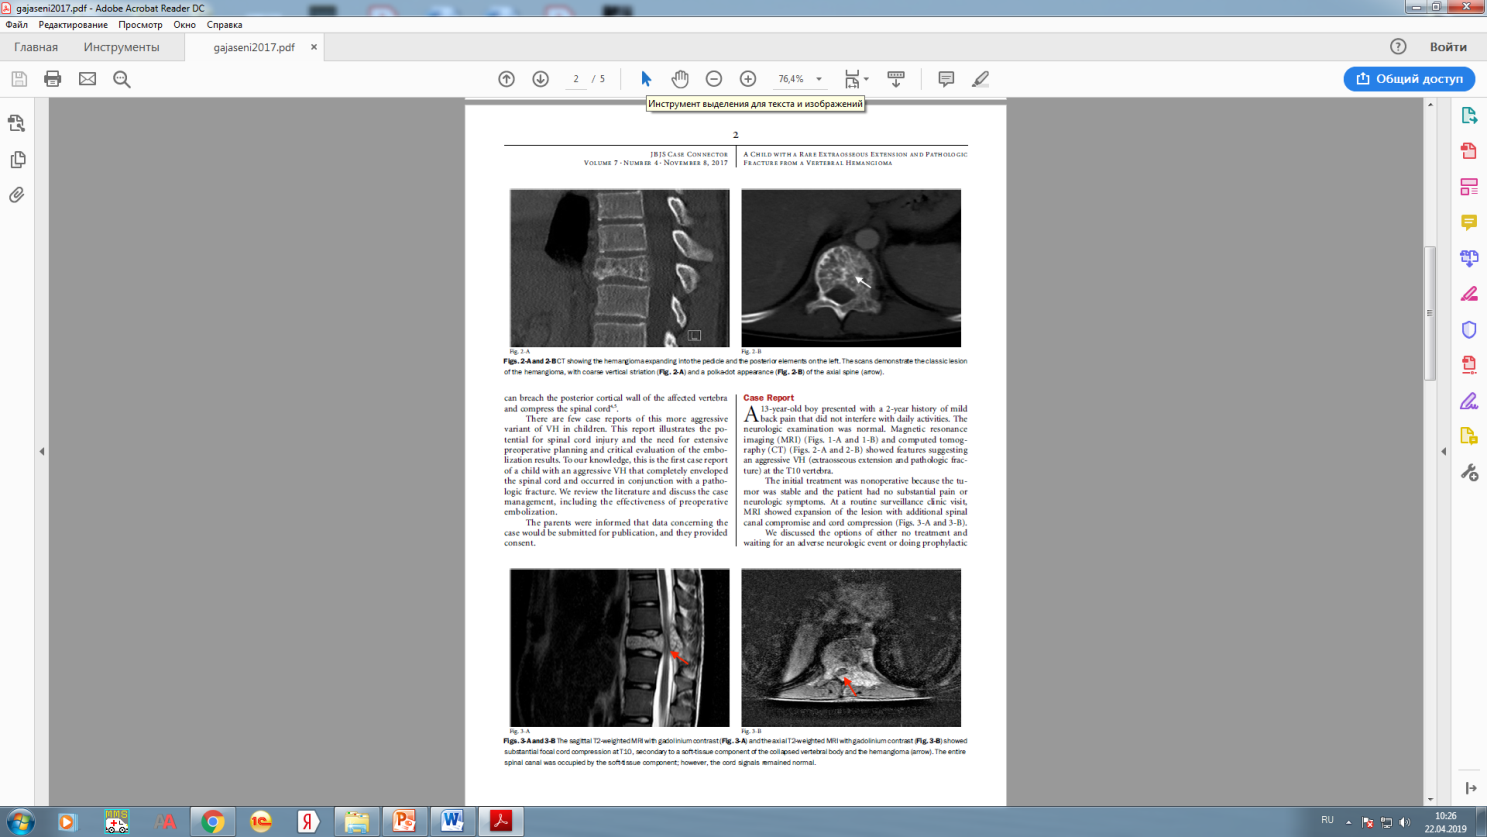 gajaseni2017.pdf - Adobe Acrobat Reader DC
Файл Редактирование Просмотр Окно Справка
Главная Инструменты gajaseni2017.pdf × Войти
2 / 5 76,4% Общий доступ
Инструмент выделения для текста и изображений
2
JBJS Case Connector
Volume 7 · Number 4 · November 8, 2017
A Child with a Rare Extraosseous Extension and Pathologic
Fracture from a Vertebral Hemangioma
L
Fig. 2-A
Fig. 2-B
Figs. 2-A and 2-B CT showing the hemangioma expanding into the pedicle and the posterior elements on the left. The scans demonstrate the classic lesion
of the hemangioma, with coarse vertical striation (Fig. 2-A) and a polka-dot appearance (Fig. 2-B) of the axial spine (arrow).
can breach the posterior cortical wall of the affected vertebra
and compress the spinal cord4,5.
There are few case reports of this more aggressive
variant of VH in children. This report illustrates the po-
tential for spinal cord injury and the need for extensive
preoperative planning and critical evaluation of the embo-
lization results. To our knowledge, this is the first case report
of a child with an aggressive VH that completely enveloped
the spinal cord and occurred in conjunction with a patho-
logic fracture. We review the literature and discuss the case
management, including the effectiveness of preoperative
embolization.
The parents were informed that data concerning the
case would be submitted for publication, and they provided
consent.
Case Report
A 13-year-old boy presented with a 2-year history of mild
back pain that did not interfere with daily activities. The
neurologic examination was normal. Magnetic resonance
imaging (MRI) (Figs. 1-A and 1-B) and computed tomog-
raphy (CT) (Figs. 2-A and 2-B) showed features suggesting
an aggressive VH (extraosseous extension and pathologic frac-
ture) at the T10 vertebra.
The initial treatment was nonoperative because the tu-
mor was stable and the patient had no substantial pain or
neurologic symptoms. At a routine surveillance clinic visit,
MRI showed expansion of the lesion with additional spinal
canal compromise and cord compression (Figs. 3-A and 3-B).
We discussed the options of either no treatment and
waiting for an adverse neurologic event or doing prophylactic
Fig. 3-A
Fig. 3-B
Figs. 3-A and 3-B The sagittal T2-weighted MRI with gadolinium contrast (Fig. 3-A) and the axial T2-weighted MRI with gadolinium contrast (Fig. 3-B) showed
substantial focal cord compression at T10, secondary to a soft-tissue component of the collapsed vertebral body and the hemangioma (arrow). The entire
spinal canal was occupied by the soft-tissue component; however, the cord signals remained normal.
MMS 1С Я RU 10:26
22.04.2019